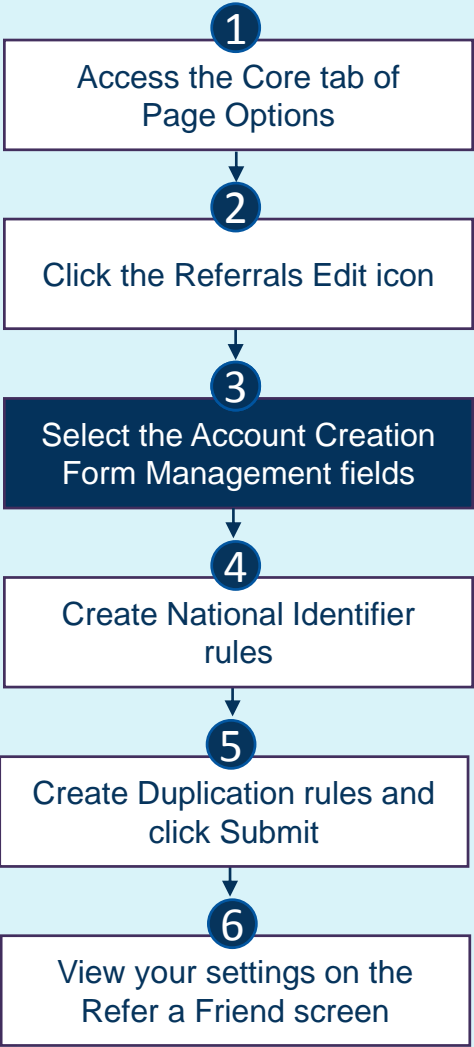 1
Access the Core tab of
Page Options
2
Click the Referrals Edit icon
3
Select the Account Creation
Form Management fields
4
Create National Identifier
rules
5
Create Duplication rules and
click Submit
6
View your settings on the
Refer a Friend screen